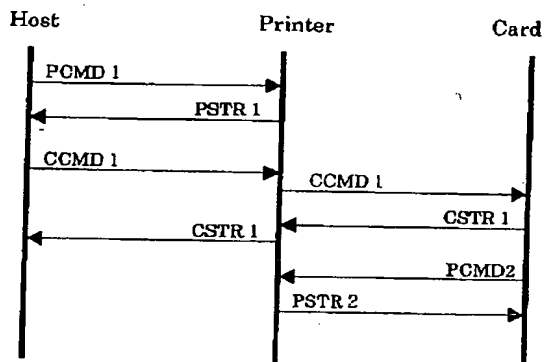 Host Printer Card
PCMD 1
PSTR 1
CCMD 1
CCMD 1
CSTR 1
CSTR 1
PCMD2
PSTR 2